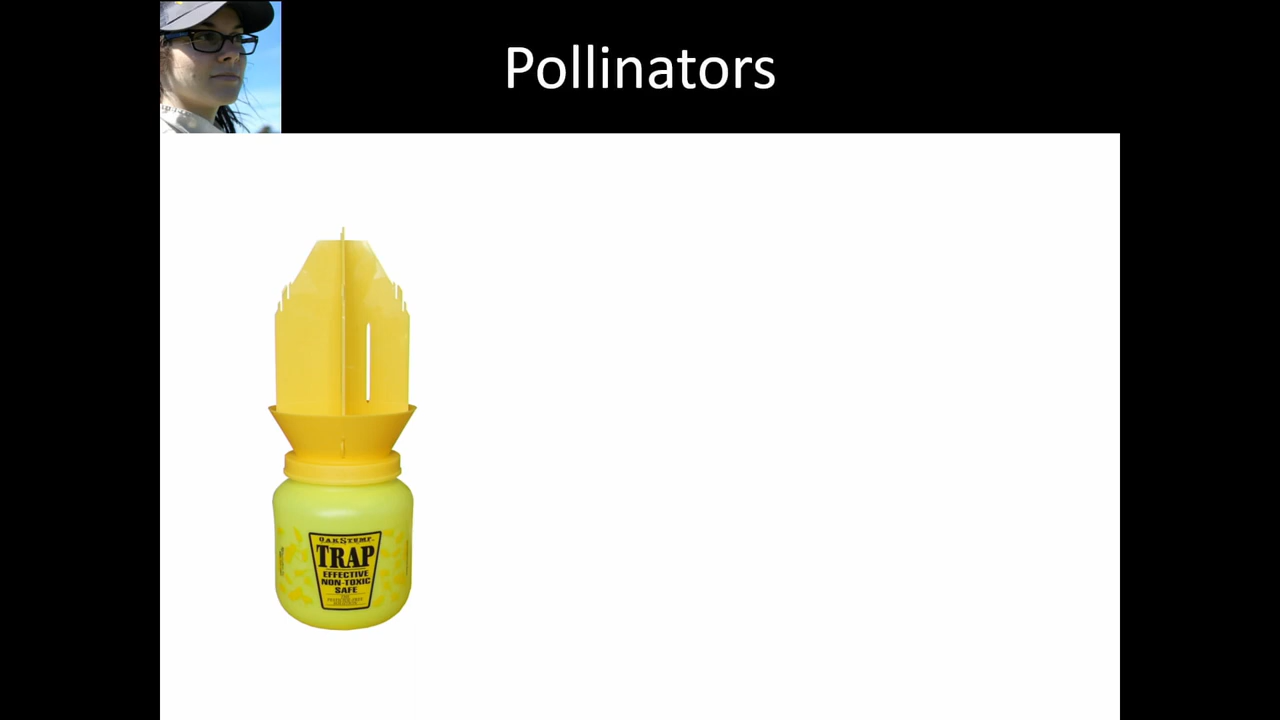 Pollinators
OAKSTUMP
TRAP
EFFECTIVE
NON-TOXIC
SAFE